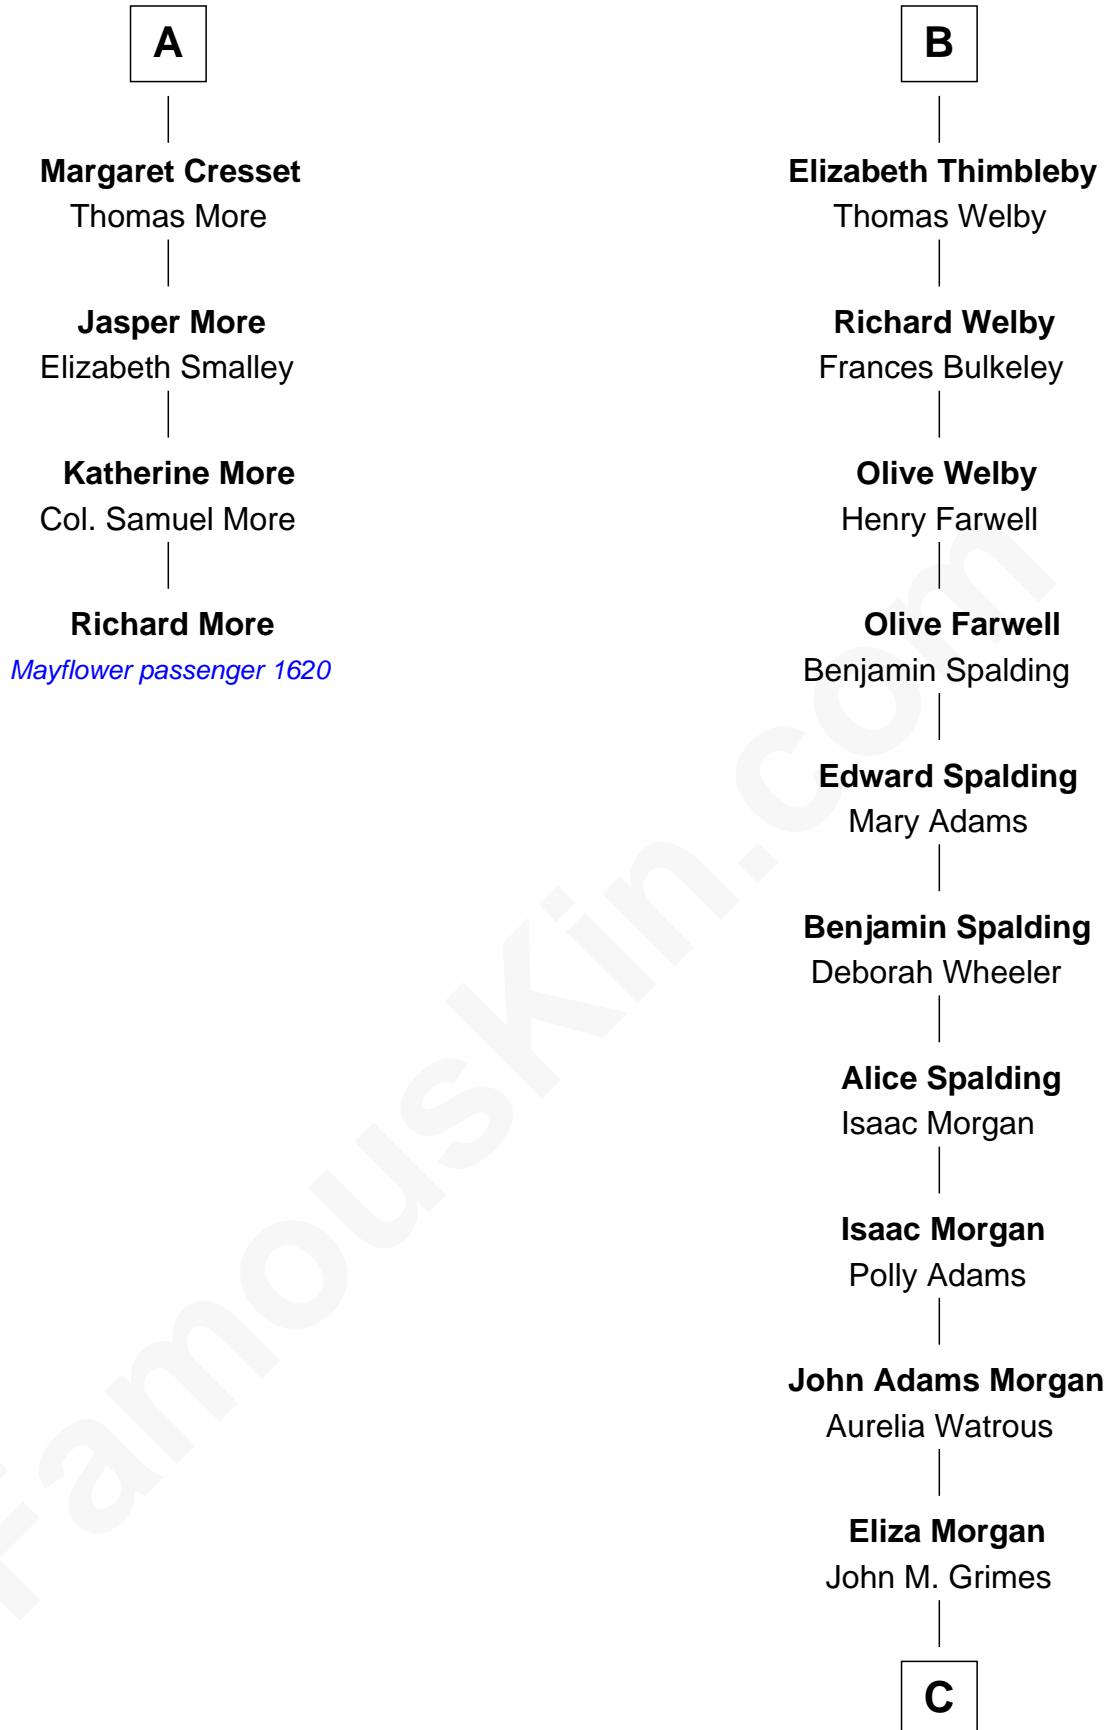 A
Margaret Cresset
Thomas More
Jasper More
Elizabeth Smalley
Katherine More
Col. Samuel More
Richard More
Mayflower passenger 1620
B
Elizabeth Thimbleby
Thomas Welby
Richard Welby
Frances Bulkeley
Olive Welby
Henry Farwell
Olive Farwell
Benjamin Spalding
Edward Spalding
Mary Adams
Benjamin Spalding
Deborah Wheeler
Alice Spalding
Isaac Morgan
Isaac Morgan
Polly Adams
John Adams Morgan
Aurelia Watrous
Eliza Morgan
John M. Grimes
C
FamousKin.com